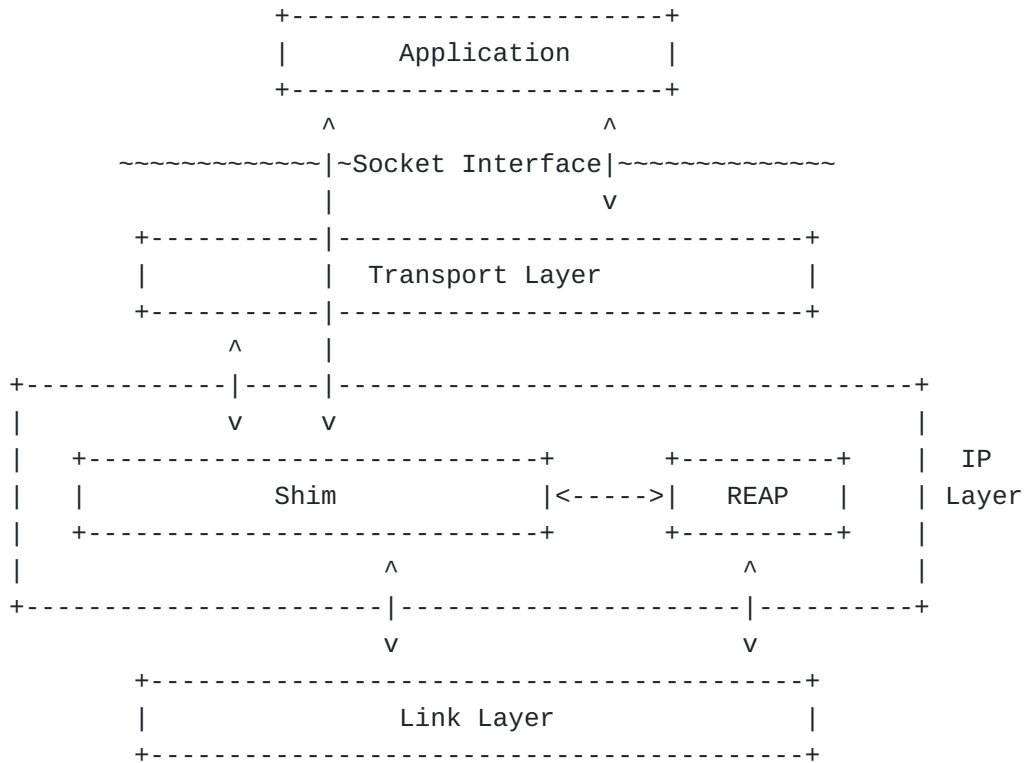 Application
Socket Interface
Transport Layer
IP
Shim REAP Layer
Link Layer